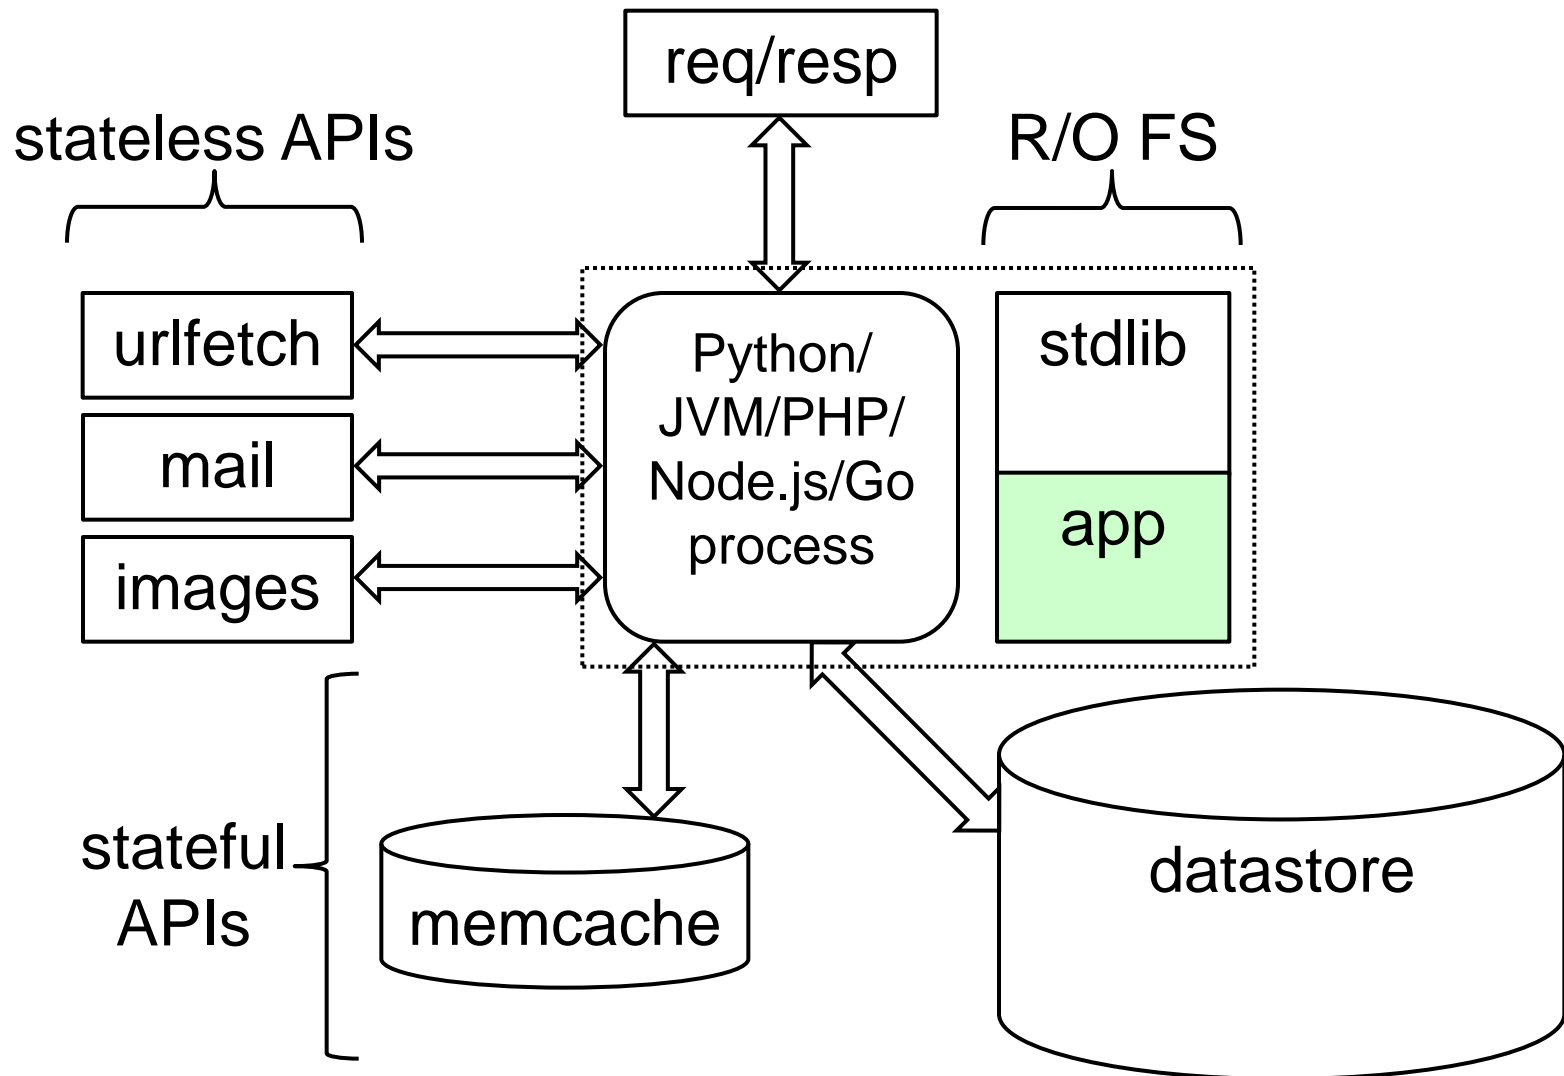 req/resp
stateless APIs
R/O FS
urlfetch
mail
images
Python/
JVM/PHP/
Node.js/Go
process
stdlib
app
stateful
APIs
memcache
datastore